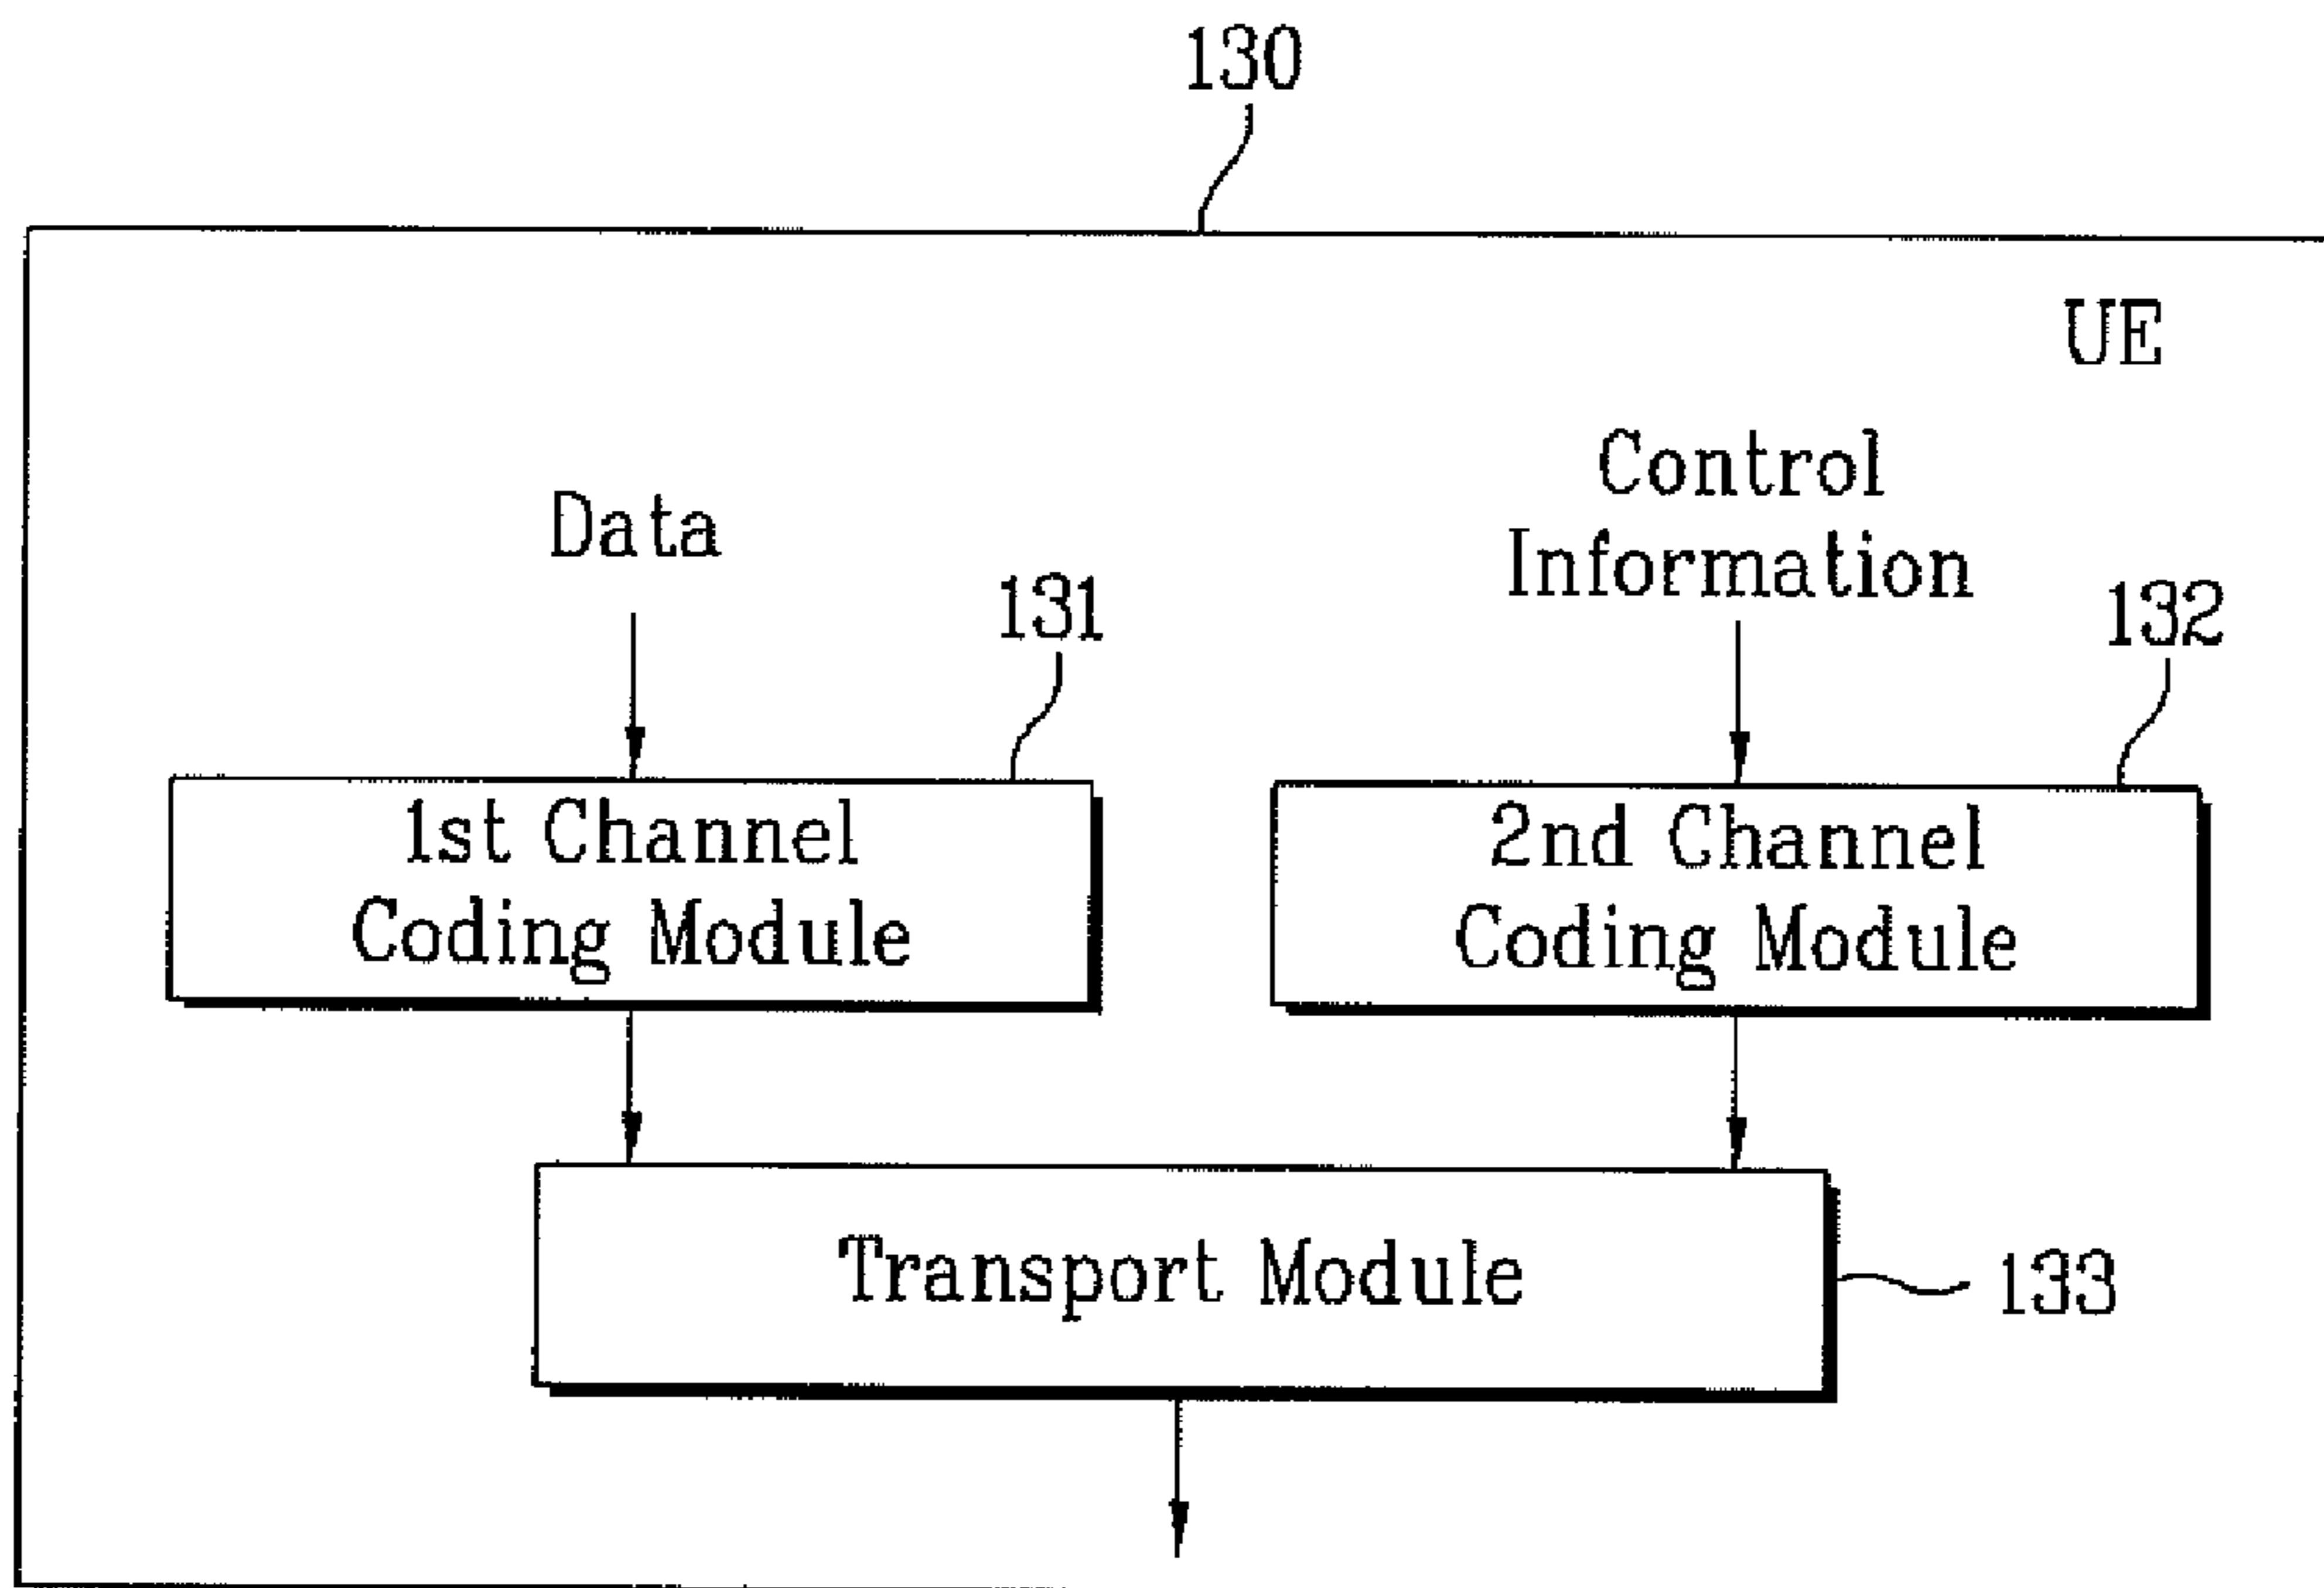 130
UE
Data
Control
Information
131
132
1st Channel
Coding Module
2nd Channel
Coding Module
Transport Module
133